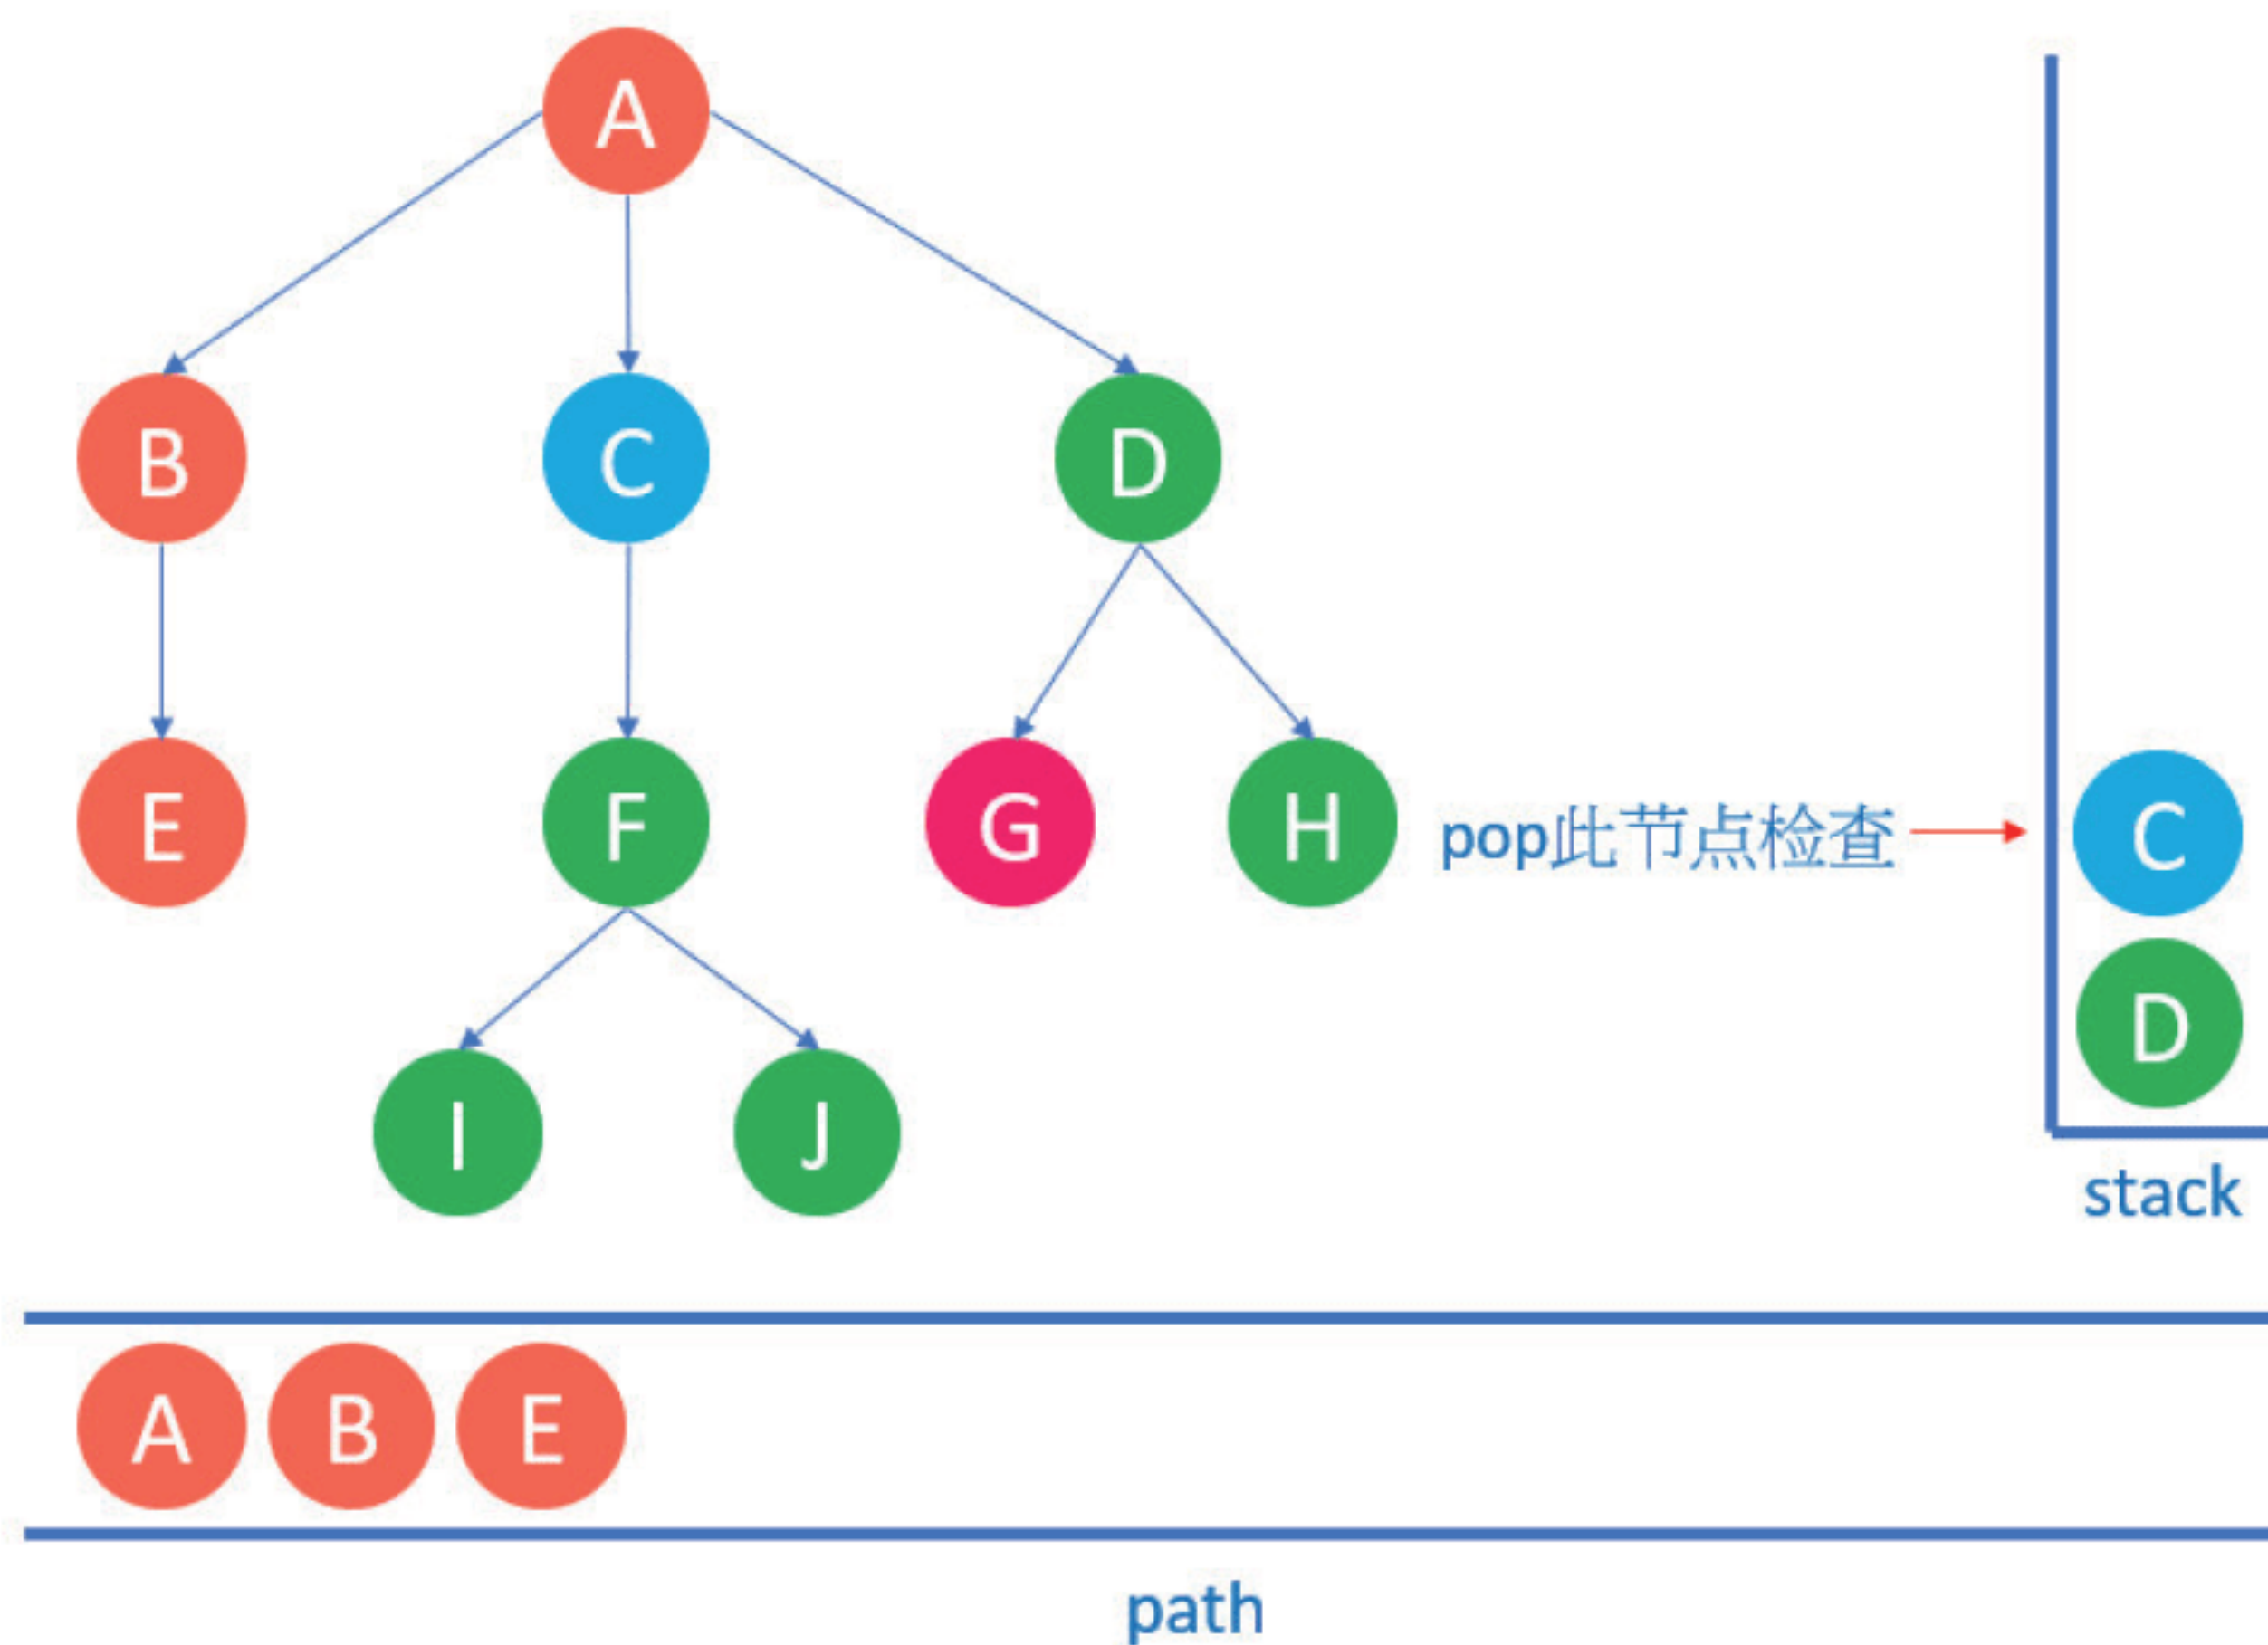 A
B C D
E F G H pop此节点检查 C
D
I J
stack
A B E
path